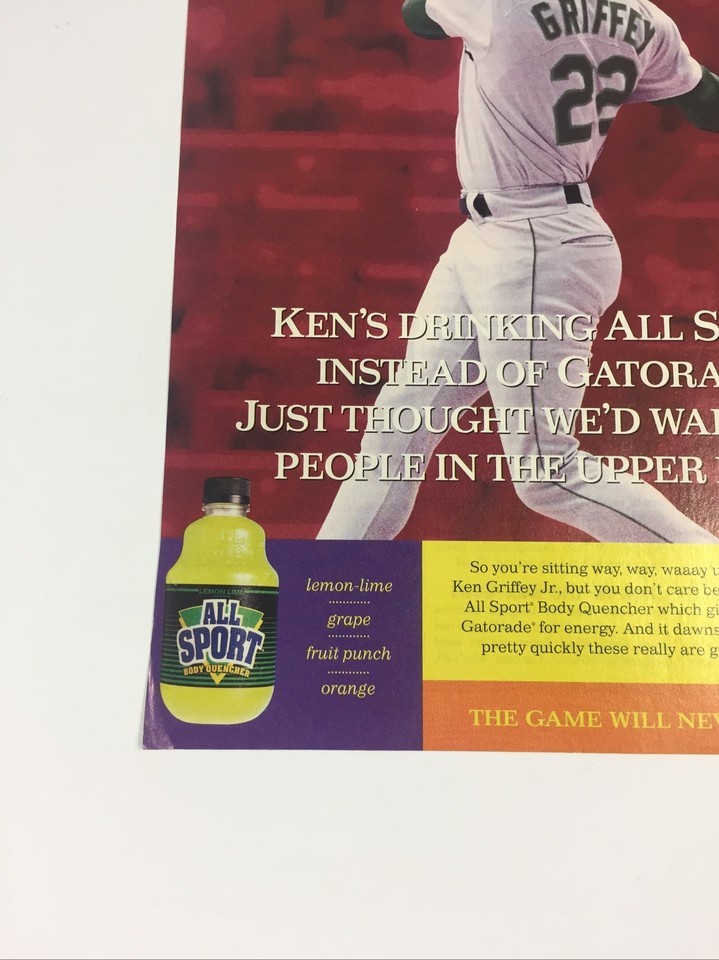 GRIFFEY
22
KEN'S DRINKING ALL S
INSTEAD OF GATORA
JUST THOUGHT WE'D WA
PEOPLE IN THE UPPER
LEMON LIME
ALL
SPORT
BODY QUENCHER
lemon-lime
grape
fruit punch
orange
So you're sitting way, way, waaay u
Ken Griffey Jr., but you don't care be
All Sport® Body Quencher which gi
Gatorade® for energy. And it dawns
pretty quickly these really are g
THE GAME WILL NEV